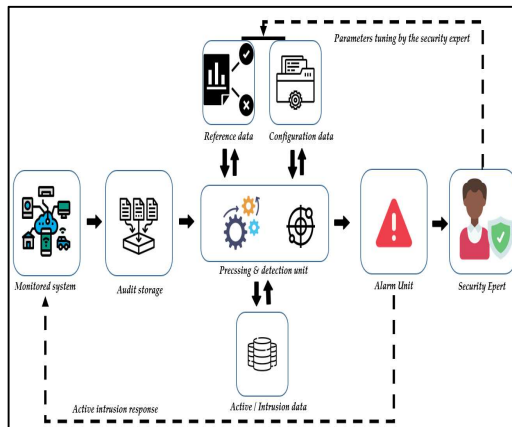 Parameters tuning by the security expert
Reference data
Configuration data
Monitored system
Audit storage
Precssing & detection unit
Alarm Unit
Security Epert
Active / Intrusion data
Active intrusion response